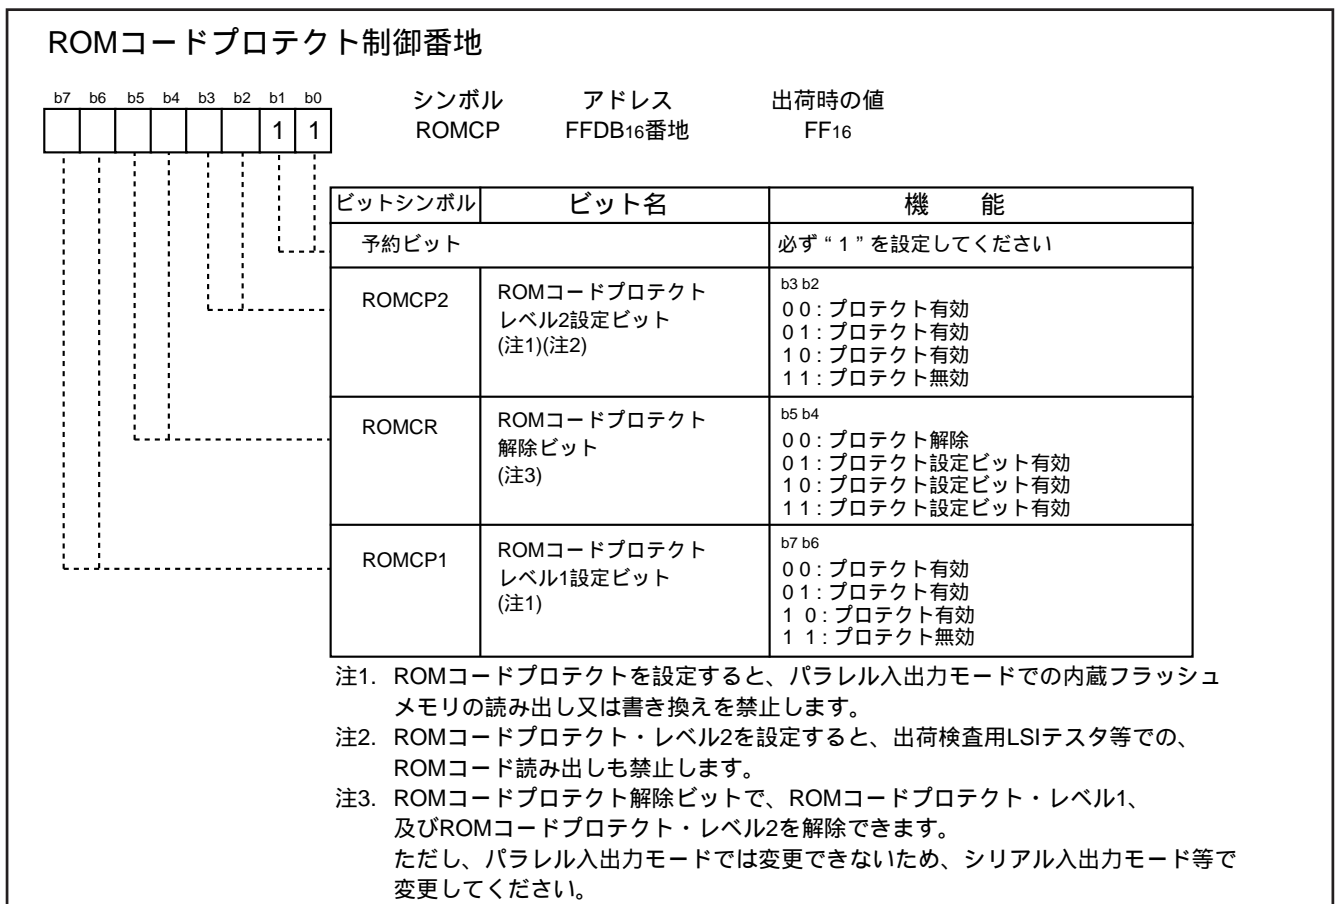 ROMコードプロテクト制御番地
b7 b6 b5 b4 b3 b2 b1 b0
1 1
シンボル アドレス 出荷時の値
ROMCP FFDB16番地 FF16
ビットシンボル ビット名 機 能
予約ビット 必ず“1”を設定してください
ROMCP2 ROMコードプロテクト
レベル2設定ビット
(注1)(注2)
b3 b2
0 0 : プロテクト有効
0 1 : プロテクト有効
1 0 : プロテクト有効
1 1 : プロテクト無効
ROMCR ROMコードプロテクト
解除ビット
(注3)
b5 b4
0 0 : プロテクト解除
0 1 : プロテクト設定ビット有効
1 0 : プロテクト設定ビット有効
1 1 : プロテクト設定ビット有効
ROMCP1 ROMコードプロテクト
レベル1設定ビット
(注1)
b7 b6
0 0 : プロテクト有効
0 1 : プロテクト有効
1 0 : プロテクト有効
1 1 : プロテクト無効
注1. ROMコードプロテクトを設定すると、パラレル入出力モードでの内蔵フラッシュ
メモリの読み出し又は書き換えを禁止します。
注2. ROMコードプロテクト・レベル2を設定すると、出荷検査用LSIテスタ等での、
ROMコード読み出しも禁止します。
注3. ROMコードプロテクト解除ビットで、ROMコードプロテクト・レベル1、
及びROMコードプロテクト・レベル2を解除できます。
ただし、パラレル入出力モードでは変更できないため、シリアル入出力モード等で
変更してください。